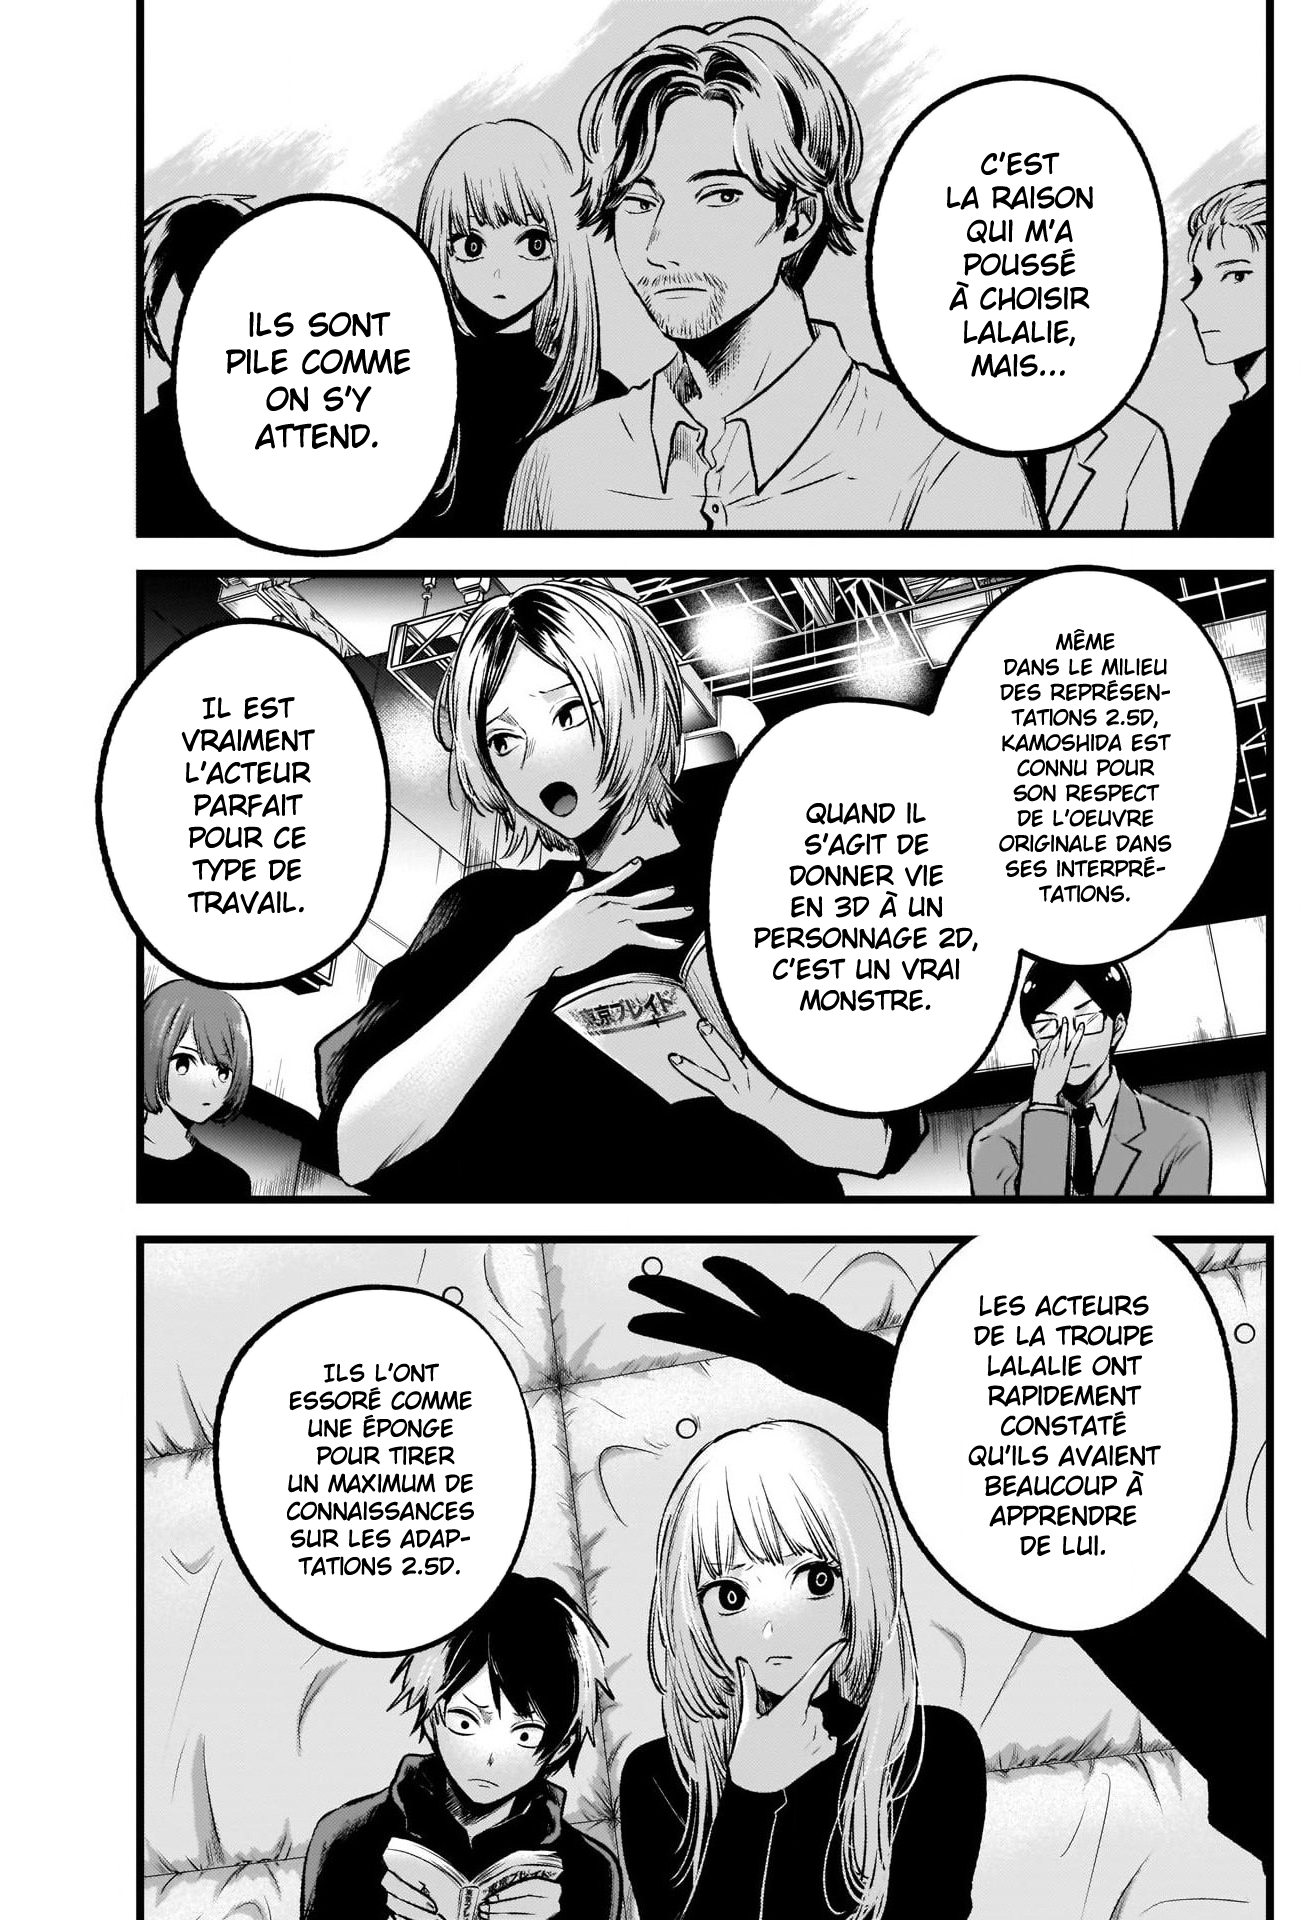 C'EST
LA RAISON
QUI M'A
POUSSÉ
À CHOISIR
LALALIE,
MAIS...
ILS SONT
PILE COMME
ON S'Y
ATTEND.
MÊME
DANS LE MILIEU
DES REPRÉSEN-
TATIONS 2.5D,
KAMOSHIDA EST
CONNU POUR
SON RESPECT
DE L'OEUVRE
ORIGINALE DANS
SES INTERPRÉ-
TATIONS.
QUAND IL
S'AGIT DE
DONNER VIE
EN 3D À UN
PERSONNAGE 2D,
C'EST UN VRAI
MONSTRE.
IL EST
VRAIMENT
L'ACTEUR
PARFAIT
POUR CE
TYPE DE
TRAVAIL.
東京ブレイド
LES ACTEURS
DE LA TROUPE
LALALIE ONT
RAPIDEMENT
CONSTATÉ
QU'ILS AVAIENT
BEAUCOUP À
APPRENDRE
DE LUI.
ILS L'ONT
ESSORÉ COMME
UNE ÉPONGE
POUR TIRER
UN MAXIMUM DE
CONNAISSANCES
SUR LES ADAP-
TATIONS 2.5D.